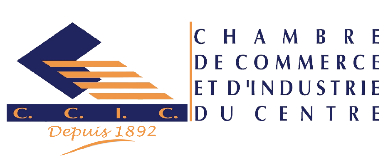 CHAMBRE
DE COMMERCE
ET D'INDUSTRIE
DU CENTRE
C. C. I. C.
Depuis 1892